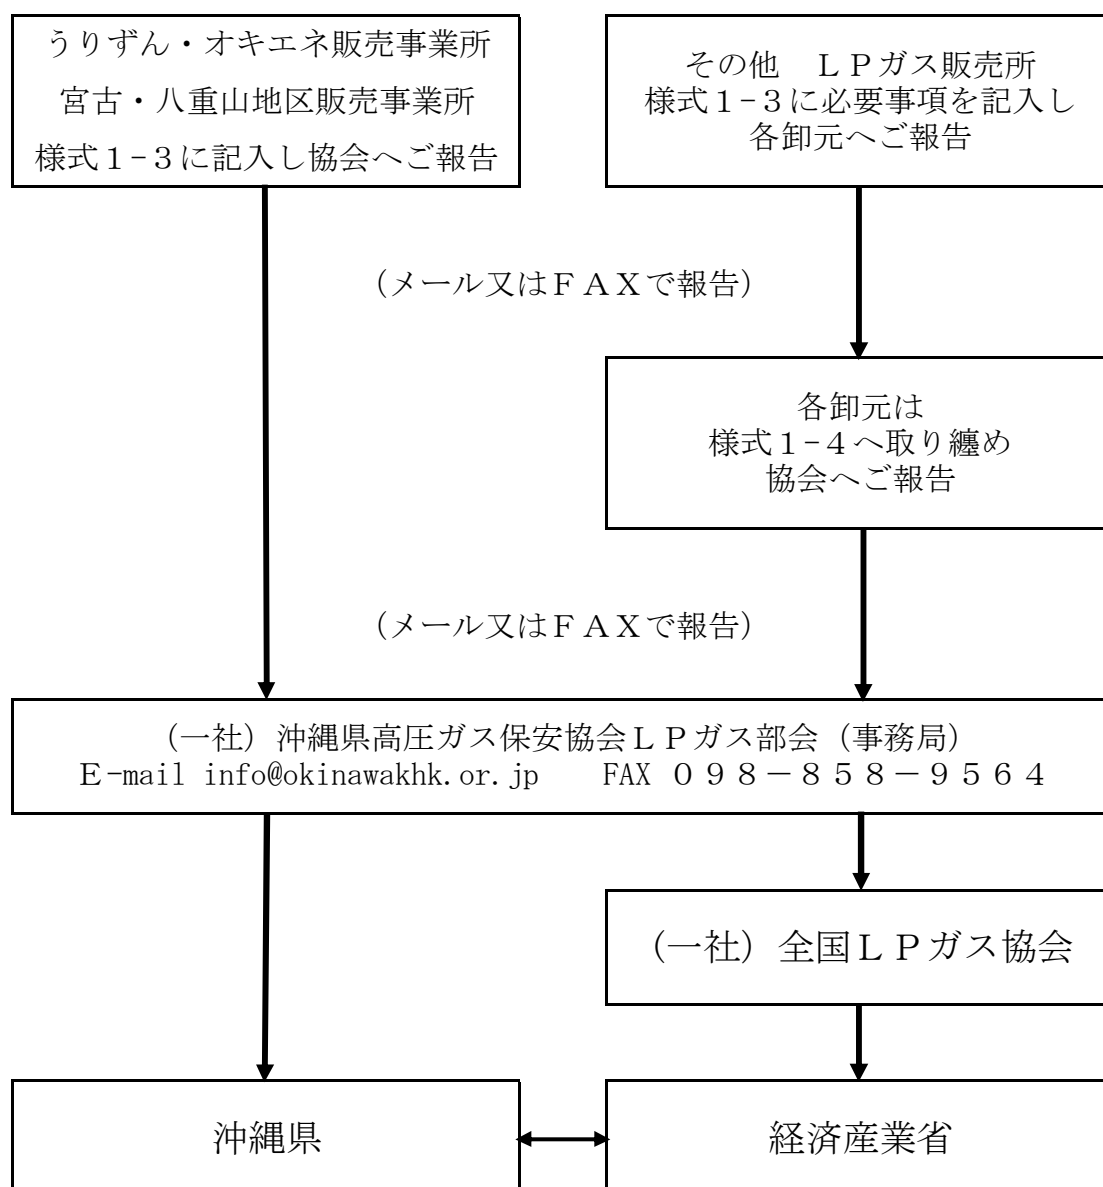 うりずん・オキエネ販売事業所
宮古・八重山地区販売事業所
様式１-３に記入し協会へご報告
その他　ＬＰガス販売所
様式１-３に必要事項を記入し
各卸元へご報告
（メール又はＦＡＸで報告）
各卸元は
様式１-４へ取り纏め
協会へご報告
（メール又はＦＡＸで報告）
（一社）沖縄県高圧ガス保安協会ＬＰガス部会（事務局）
Ｅ-mail info@okinawakhk.or.jp　　FAX ０９８－８５８－９５６４
（一社）全国ＬＰガス協会
沖縄県
経済産業省